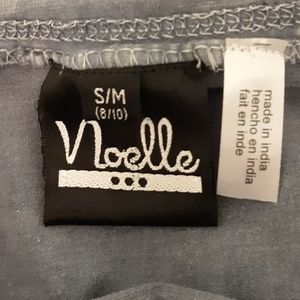 S/M
(8/10)
Noelle
made in india
hencho en india
fait en inde